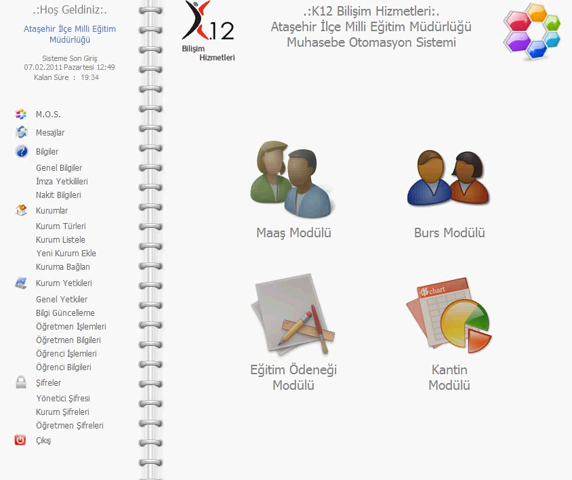 .:Hoş Geldiniz:.
Ataşehir İlçe Milli Eğitim
Müdürlüğü
Sisteme Son Giriş
07.02.2011 Pazartesi 12:49
Kalan Süre : 19:34
M.O.S.
Mesajlar
Bilgiler
Genel Bilgiler
İmza Yetkilileri
Nakit Bilgileri
Kurumlar
Kurum Türleri
Kurum Listele
Yeni Kurum Ekle
Kuruma Bağlan
Kurum Yetkileri
Genel Yetkiler
Bilgi Güncelleme
Öğretmen İşlemleri
Öğretmen Bilgileri
Öğrenci İşlemleri
Öğrenci Bilgileri
Şifreler
Yönetici Şifresi
Kurum Şifreleri
Öğretmen Şifreleri
Çıkış
K.12
Bilişim
Hizmetleri
.:K12 Bilişim Hizmetleri:.
Ataşehir İlçe Milli Eğitim Müdürlüğü
Muhasebe Otomasyon Sistemi
Maaş Modülü
Burs Modülü
chart
Eğitim Ödeneği
Modülü
Kantin
Modülü